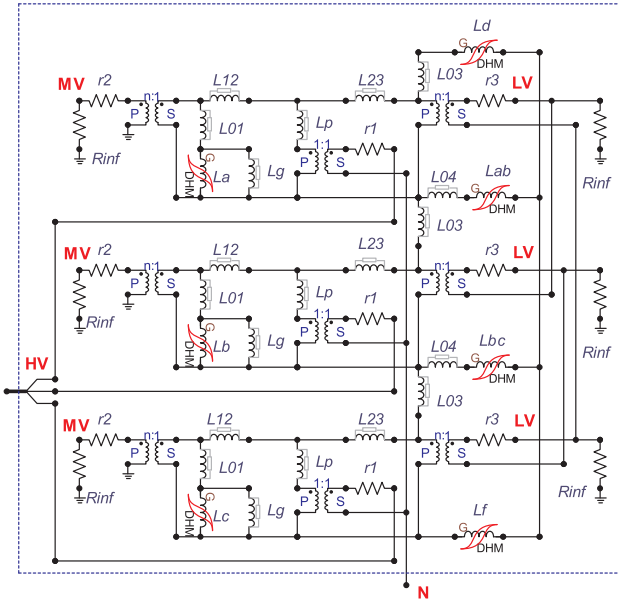 Ld
G
DHM
L03
MV r2 n:1 L12 L23 r3 LV
P S P S
L01 Lp r1
Rinf 1:1 Rinf
G P S
La Lg L04 Lab
DHM G DHM
L03
MV r2 n:1 L12 L23 r3 LV
P S P S
L01 Lp r1
Rinf 1:1
G P S
Lb Lg L04 Lbc Rinf
DHM G DHM
HV
L03
MV r2 n:1 L12 L23 r3 LV
P S P S
L01 Lp r1
Rinf 1:1 Rinf
G P S
Lc Lg Lf
DHM G DHM
N